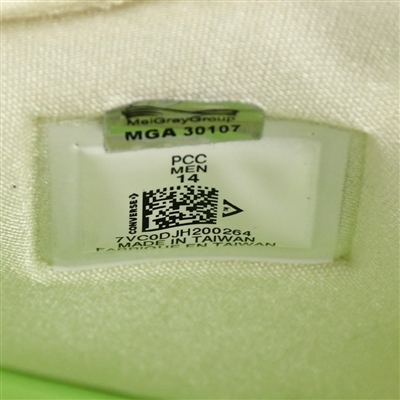 MeiGrayGroup
MGA 30107
PCC
MEN
14
CONVERSE
7VC0DJH200264
MADE IN TAIWAN
FABRIQUE EN TAIWAN